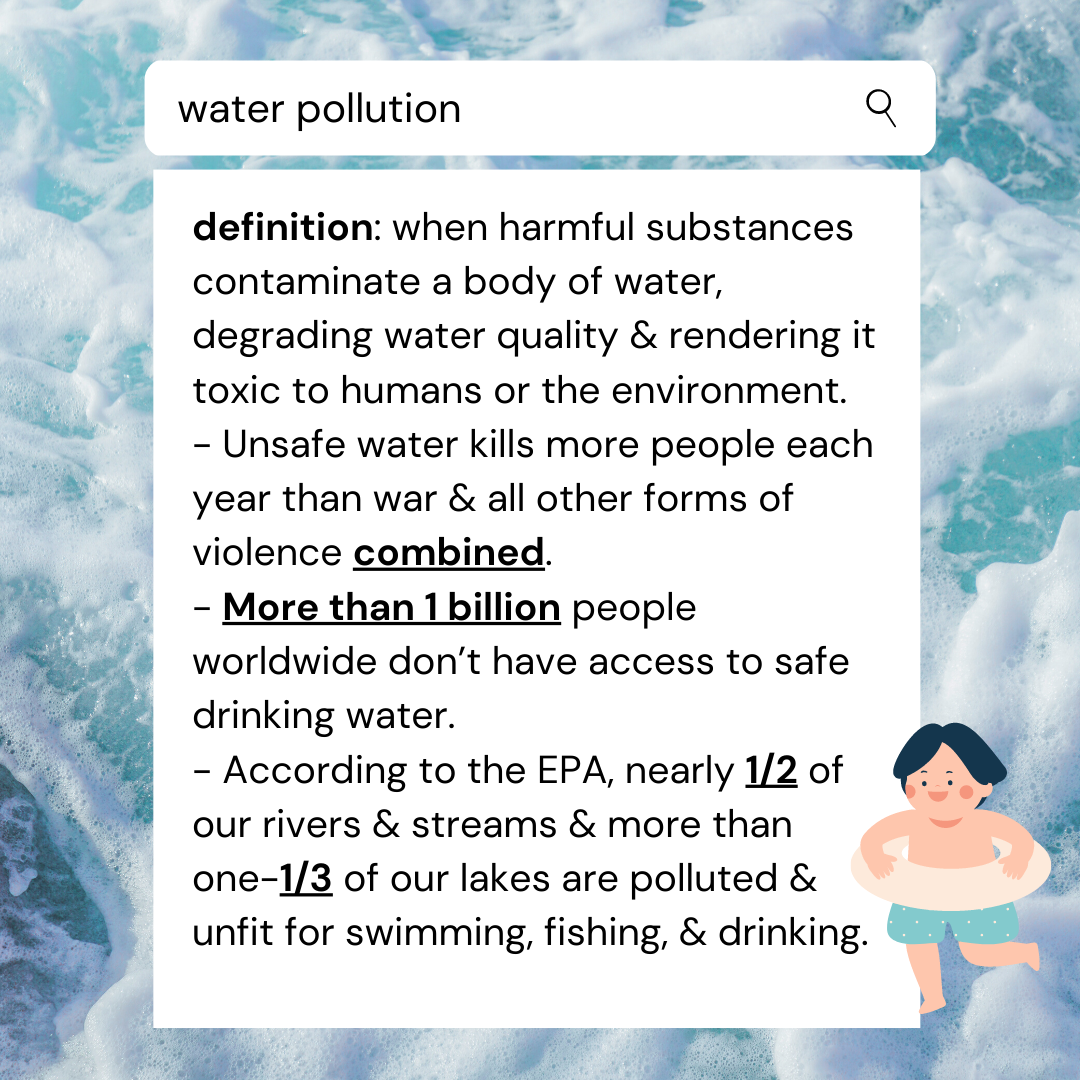 water pollution
definition: when harmful substances
contaminate a body of water,
degrading water quality & rendering it
toxic to humans or the environment.
- Unsafe water kills more people each
year than war & all other forms of
violence combined.
- More than 1 billion people
worldwide don’t have access to safe
drinking water.
- According to the EPA, nearly 1/2 of
our rivers & streams & more than
one-1/3 of our lakes are polluted &
unfit for swimming, fishing, & drinking.